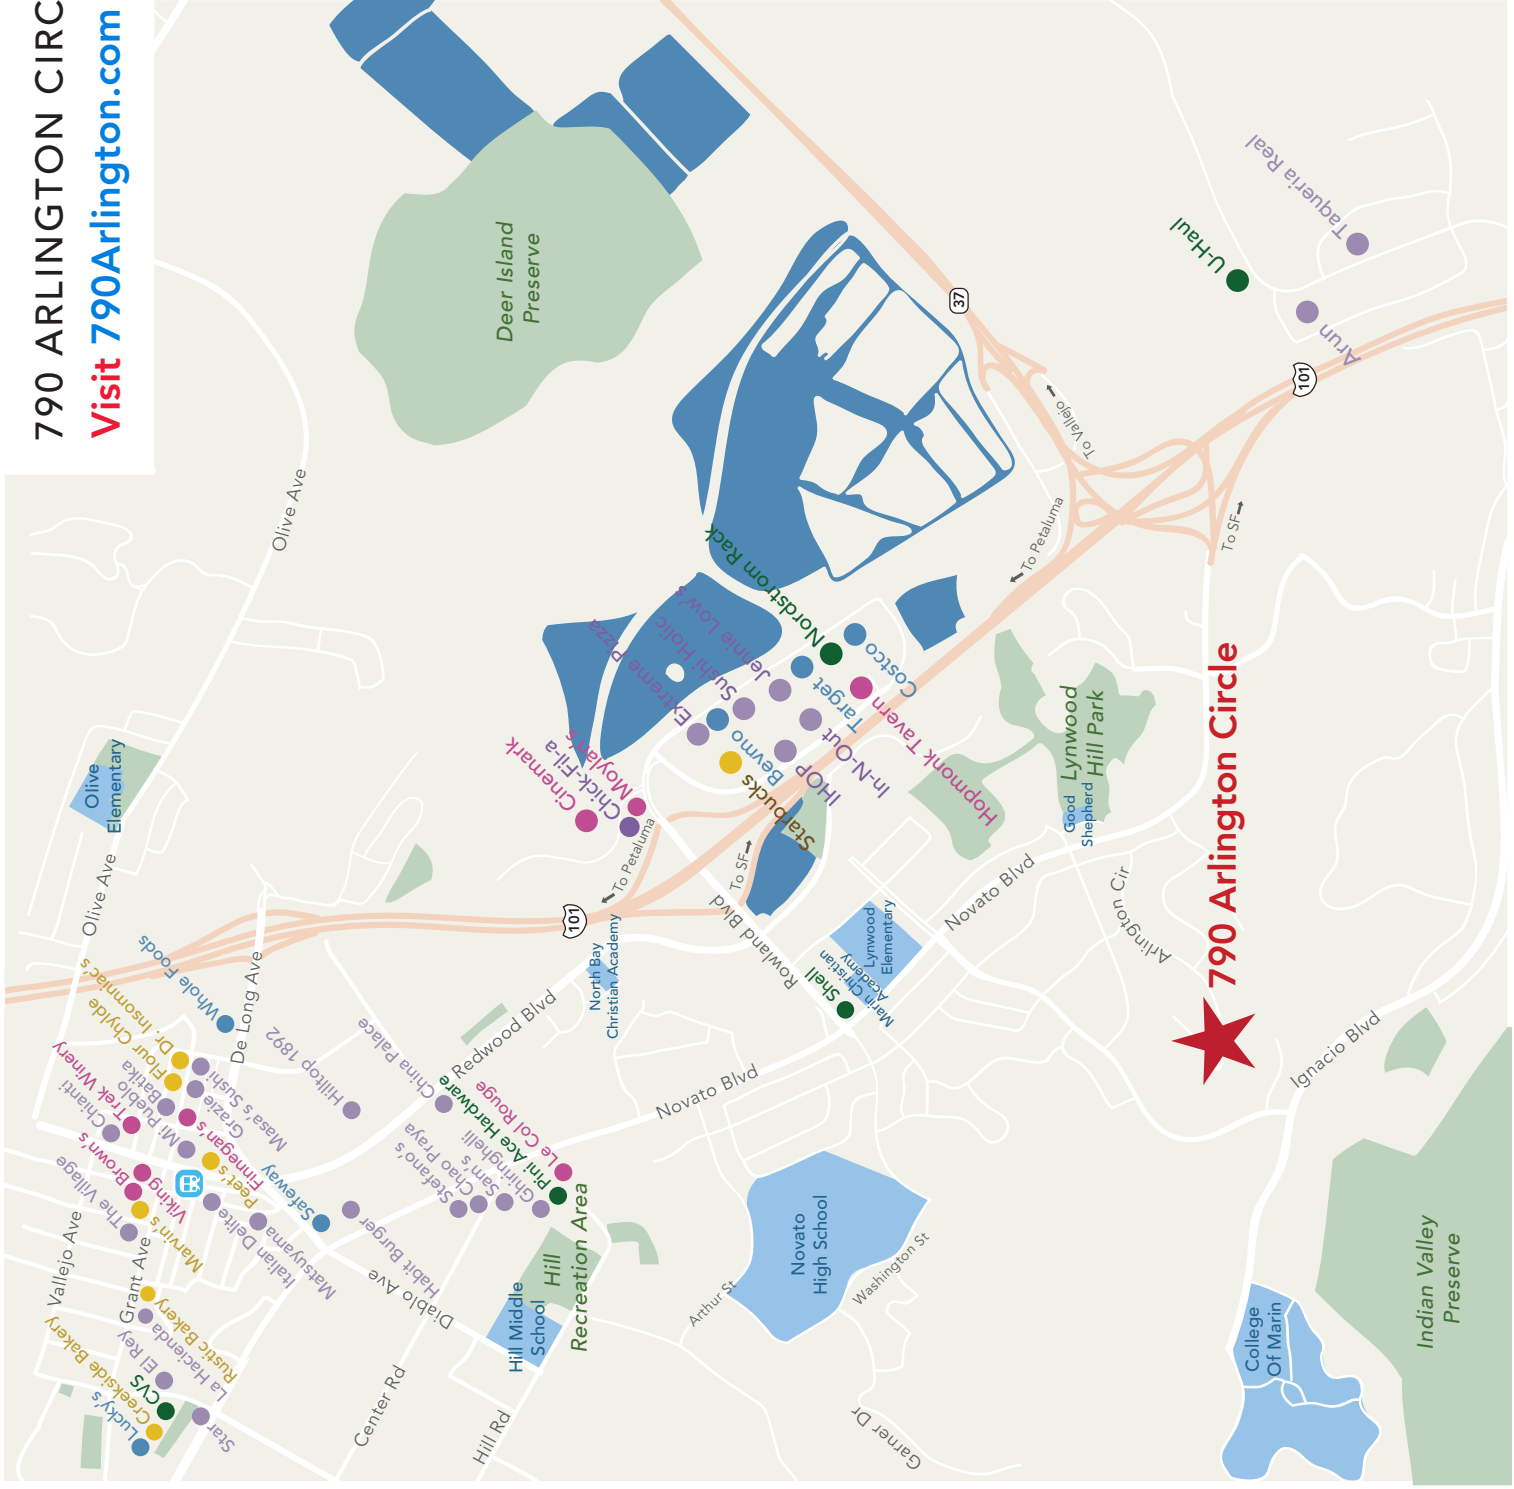 790 ARLINGTON CIRC
Visit 790Arlington.com
Deer Island
Preserve
37
Taqueria Real
U-Haul
Arun
101
To Vallejo
To Petaluma
To SF
Olive Ave
Olive
Elementary
Olive Ave
Nordstrom Rack
Jennie Low's
Sushi Holic
Extreme Pizza
Costco
Target
Hopmonk Tavern
In-N-Out
IHOP
Bevmo
Starbucks
Moylan's
Chick-Fil-a
Cinemark
To Petaluma
To SF
101
Lynwood
Hill Park
Good
Shepherd
790 Arlington Circle
Arlington Cir
Novato Blvd
Rowland Blvd
Lynwood
Elementary
Marin Christian
Academy
Shell
North Bay
Christian Academy
Redwood Blvd
De Long Ave
Whole Foods
Dr. Insomniac's
Flour Chylde
Trek Winery
Batika
Mi Pueblo
Chianti
Brown's
The Village
Masa's Sushi
Grazie
Finnegan's
Peet's
Viking
Marvin's
Italian Delite
Matsuyama
Safeway
Hilltop 1892
China Palace
Le Col Rouge
Pini Ace Hardware
Ghiringhelli
Sam's
Chao Praya
Stefano's
Habit Burger
Novato Blvd
Ignacio Blvd
Vallejo Ave
Grant Ave
Diablo Ave
Rustic Bakery
La Hacienda
El Rey
CVS
Creekside Bakery
Lucky's
Star
Center Rd
Hill Rd
Hill Middle
School
Hill
Recreation Area
Arthur St
Novato
High School
Washington St
Garner Dr
College
Of Marin
Indian Valley
Preserve